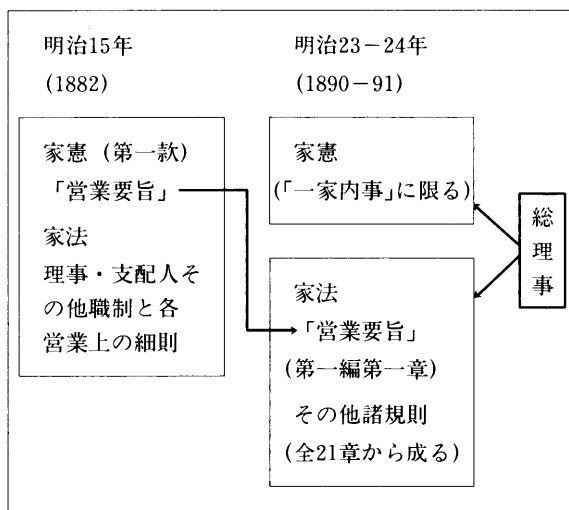 明治15年
(1882)
家憲（第一款）
「営業要旨」
家法
理事・支配人そ
の他職制と各
営業上の細則
明治23－24年
(1890－91)
家憲
(「一家内事」に限る)
家法
「営業要旨」
(第一編第一章)
その他諸規則
(全21章から成る)
総理事